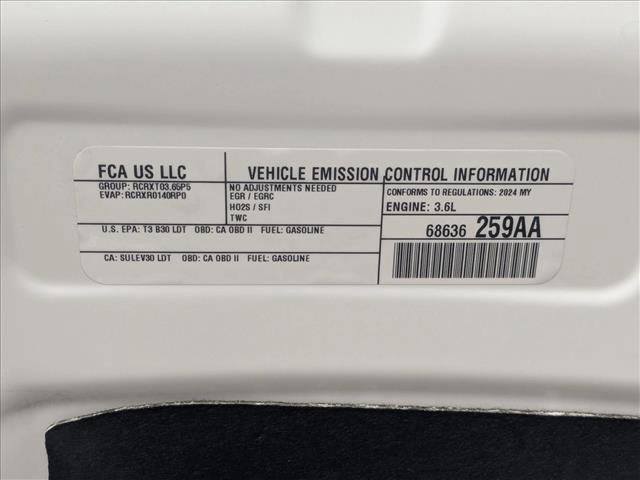 FCA US LLC
GROUP: RCRXT03.65P5
EVAP: RCRXR0140RP0
VEHICLE EMISSION CONTROL INFORMATION
NO ADJUSTMENTS NEEDED
EGR / EGRC
HO2S / SFI
TWC
CONFORMS TO REGULATIONS: 2024 MY
ENGINE: 3.6L
U.S. EPA: T3 B30 LDT OBD: CA OBD II FUEL: GASOLINE
68636 259AA
CA: SULEV30 LDT OBD: CA OBD II FUEL: GASOLINE